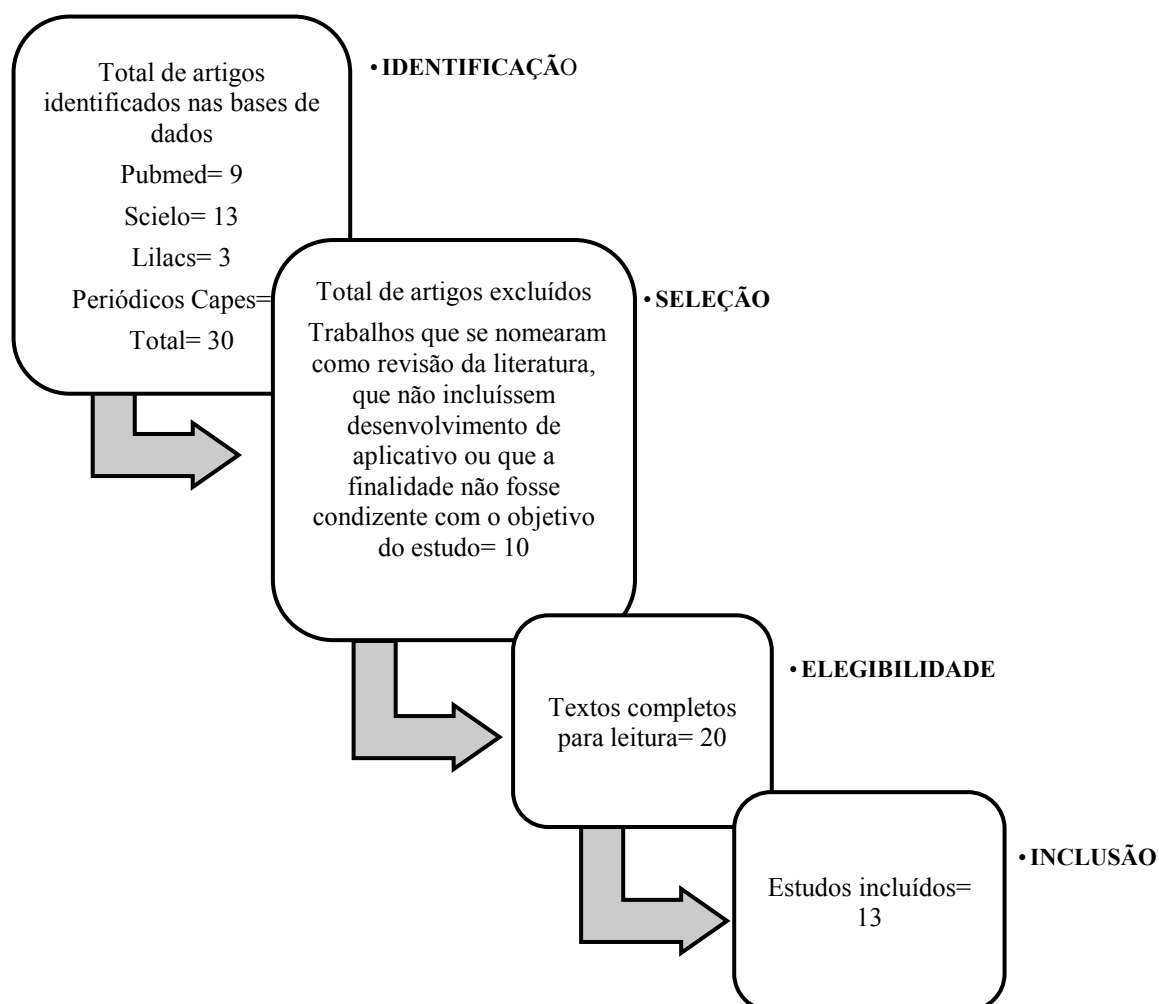 Total de artigos
identificados nas bases de
dados
Pubmed= 9
Scielo= 13
Lilacs= 3
Periódicos Capes=
Total= 30
• IDENTIFICAÇÃO
Total de artigos excluídos
Trabalhos que se nomearam
como revisão da literatura,
que não incluíssem
desenvolvimento de
aplicativo ou que a
finalidade não fosse
condizente com o objetivo
do estudo= 10
• SELEÇÃO
Textos completos
para leitura= 20
• ELEGIBILIDADE
Estudos incluídos=
13
• INCLUSÃO